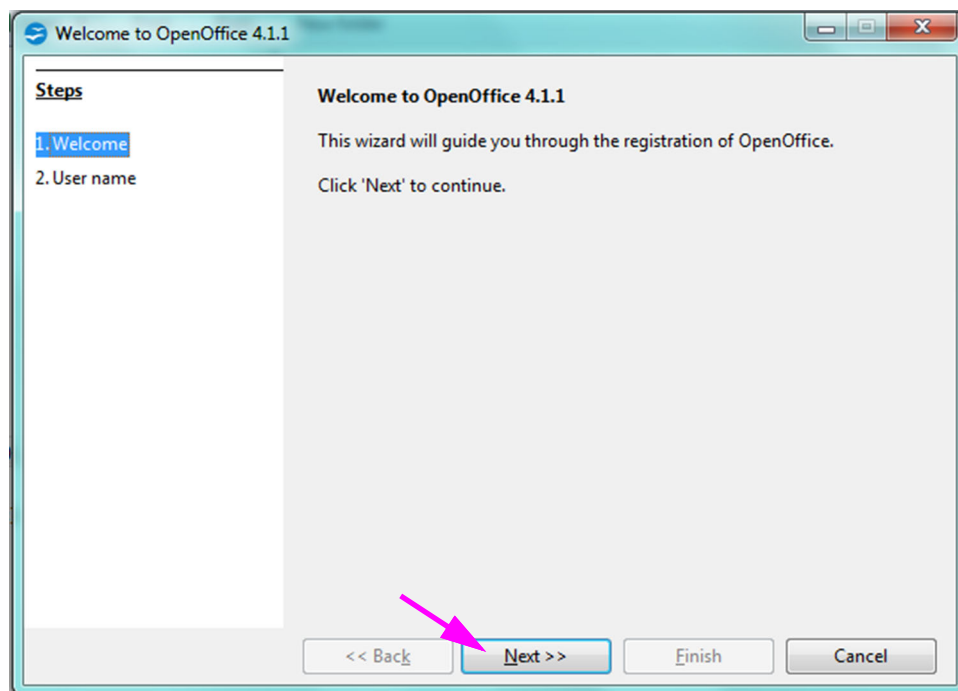 Welcome to OpenOffice 4.1.1
Steps
1. Welcome
2. User name
Welcome to OpenOffice 4.1.1
This wizard will guide you through the registration of OpenOffice.
Click 'Next' to continue.
<< Back
Next >>
Finish
Cancel